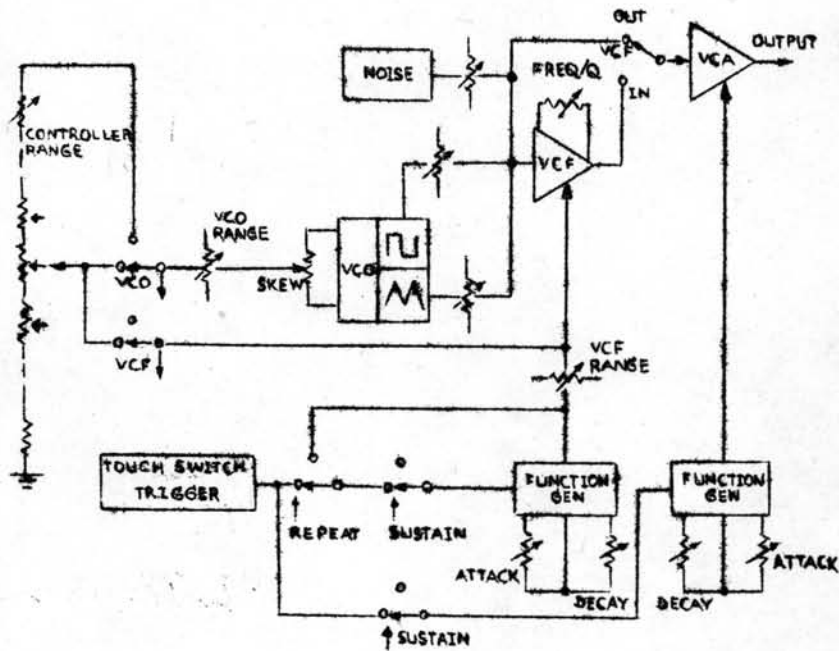 OUT
VCF
VCA
OUTPUT
NOISE
FREQ/Q
IN
CONTROLLER
RANGE
VCF
VCO
RANGE
SKEW
VCO
VCO
VCF
VCF
RANGE
TOUCH SWITCH
TRIGGER
FUNCTION
GEN
FUNCTION
GEN
REPEAT
SUSTAIN
ATTACK
ATTACK
DECAY
DECAY
SUSTAIN